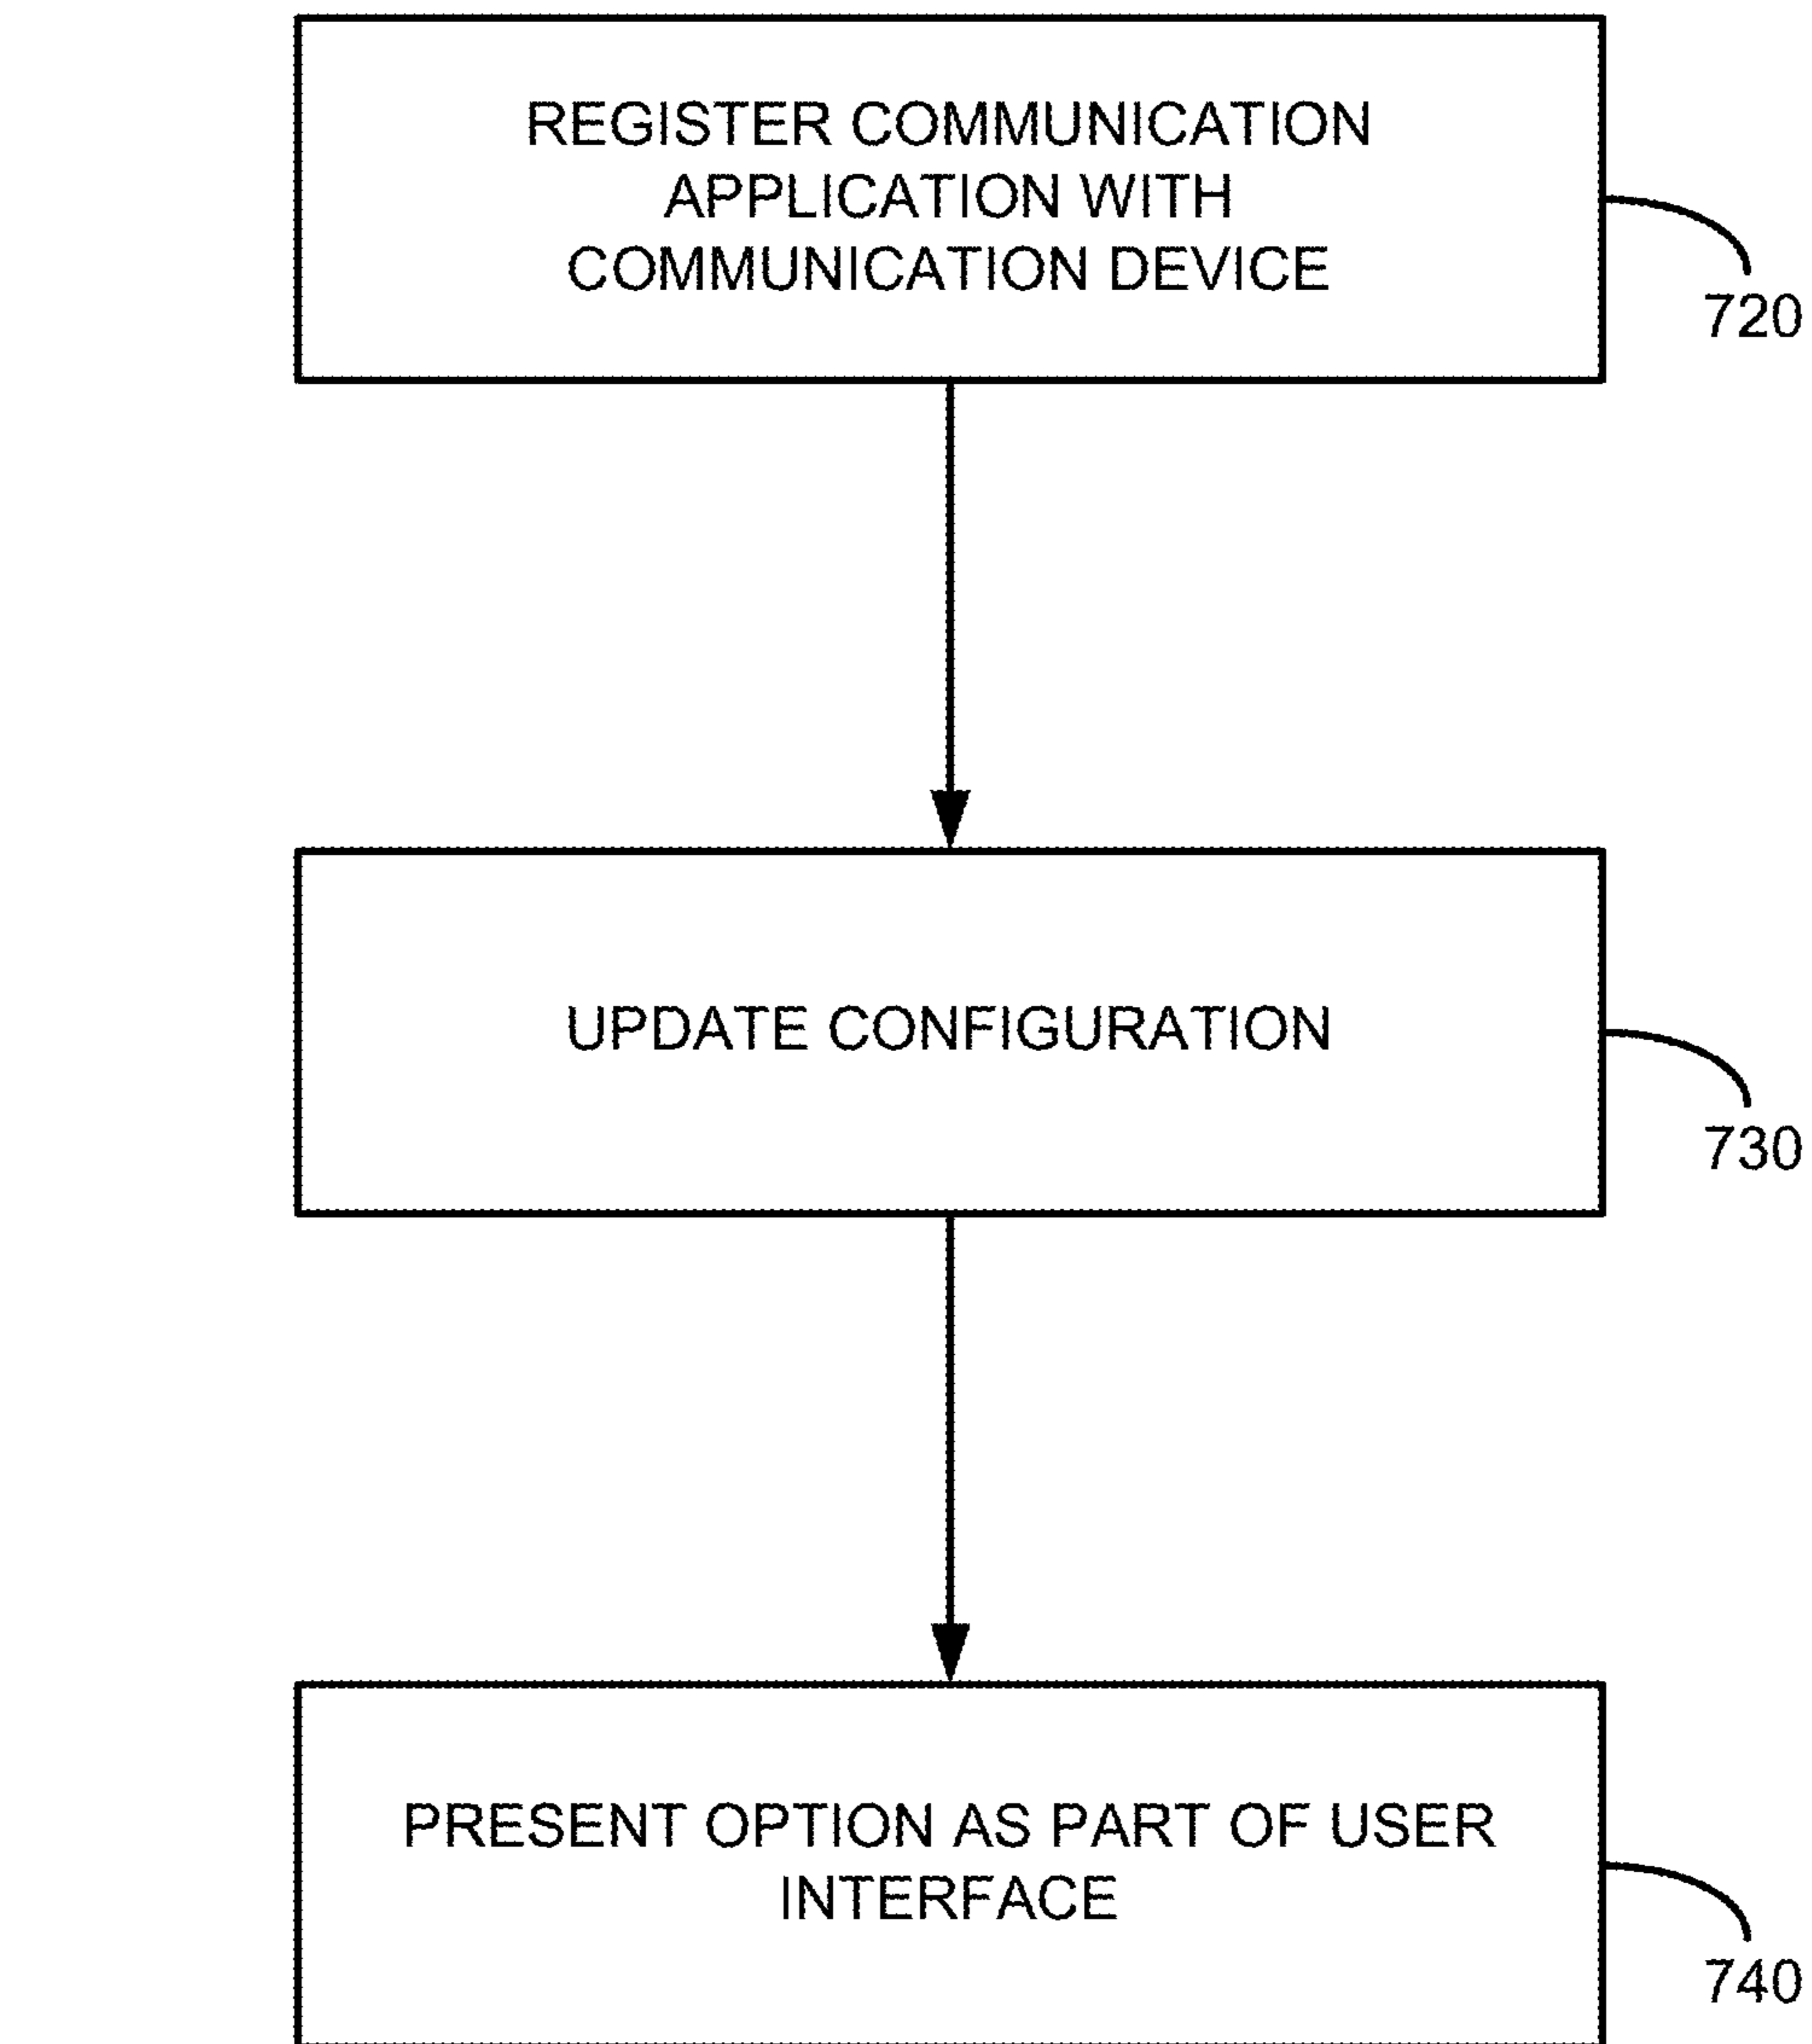 REGISTER COMMUNICATION
APPLICATION WITH
COMMUNICATION DEVICE
720
UPDATE CONFIGURATION
730
PRESENT OPTION AS PART OF USER
INTERFACE
740